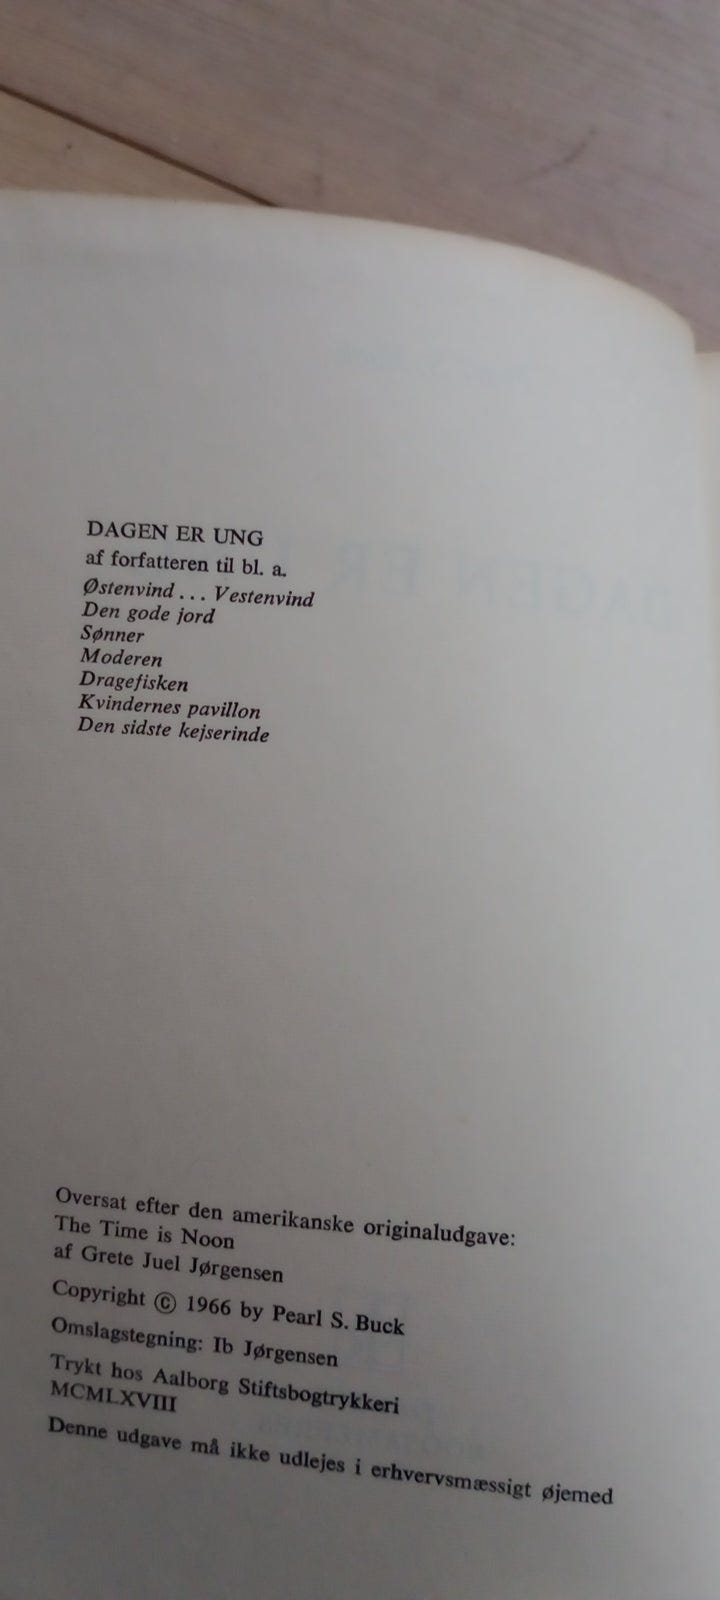 DAGEN ER UNG
af forfatteren til bl. a.
Østenvind ... Vestenvind
Den gode jord
Sønner
Moderen
Dragefisken
Kvindernes pavillon
Den sidste kejserinde
Oversat efter den amerikanske originaludgave:
The Time is Noon
af Grete Juel Jørgensen
Copyright © 1966 by Pearl S. Buck
Omslagstegning: Ib Jørgensen
Trykt hos Aalborg Stiftsbogtrykkeri
MCMLXVIII
Denne udgave må ikke udlejes i erhvervsmæssigt øjemed